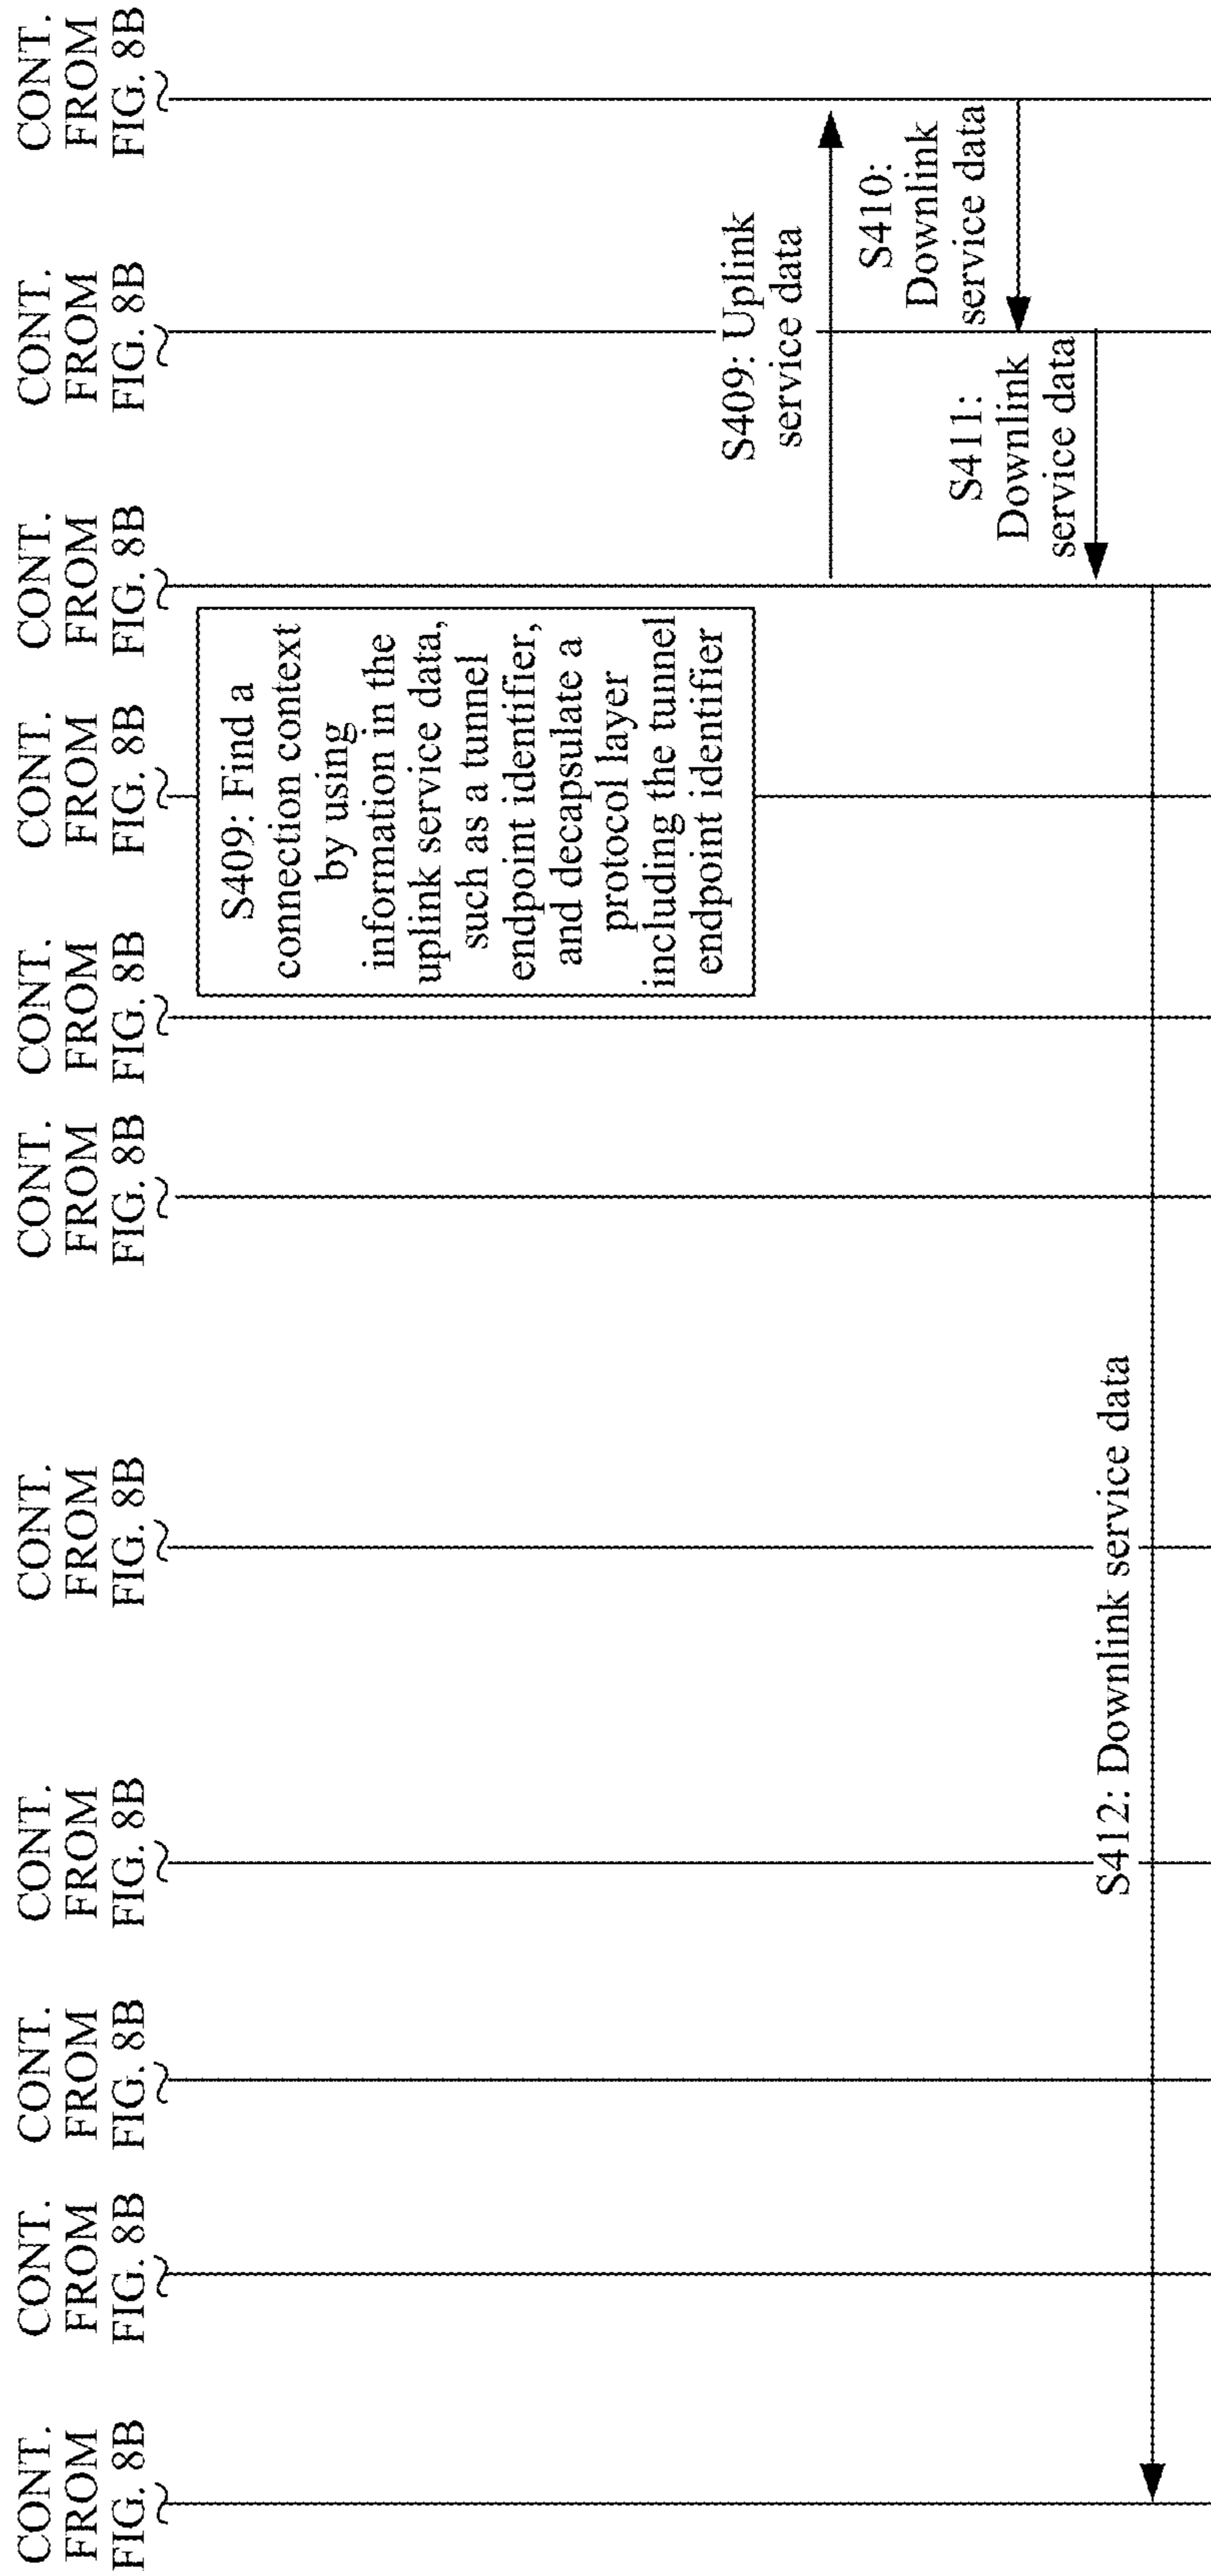 CONT.
FROM
FIG. 8B
CONT.
FROM
FIG. 8B
CONT.
FROM
FIG. 8B
CONT.
FROM
FIG. 8B
CONT.
FROM
FIG. 8B
CONT.
FROM
FIG. 8B
CONT.
FROM
FIG. 8B
CONT.
FROM
FIG. 8B
CONT.
FROM
FIG. 8B
CONT.
FROM
FIG. 8B
CONT.
FROM
FIG. 8B
S409: Find a
connection context
by using
information in the
uplink service data,
such as a tunnel
endpoint identifier,
and decapsulate a
protocol layer
including the tunnel
endpoint identifier
S409: Uplink
service data
S410:
Downlink
service data
S411:
Downlink
service data
S412: Downlink service data